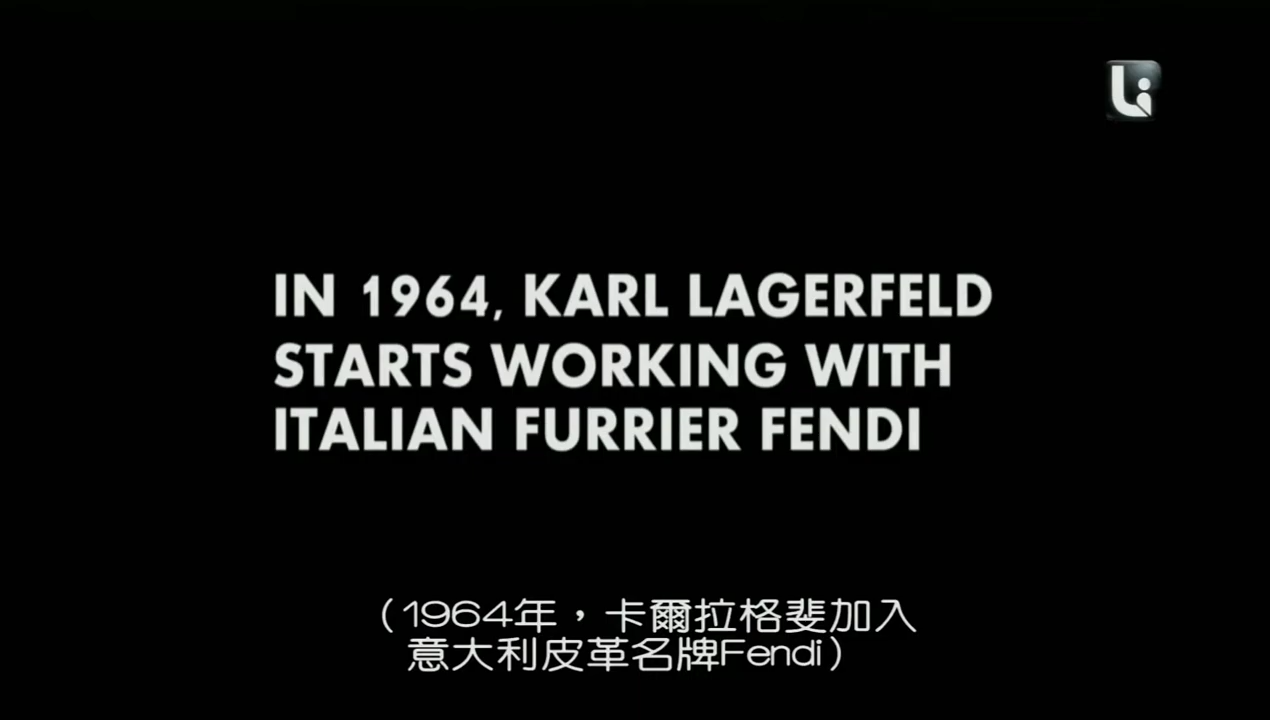 IN 1964, KARL LAGERFELD
STARTS WORKING WITH
ITALIAN FURRIER FENDI
（1964年，卡爾拉格斐加入
意大利皮革名牌Fendi）